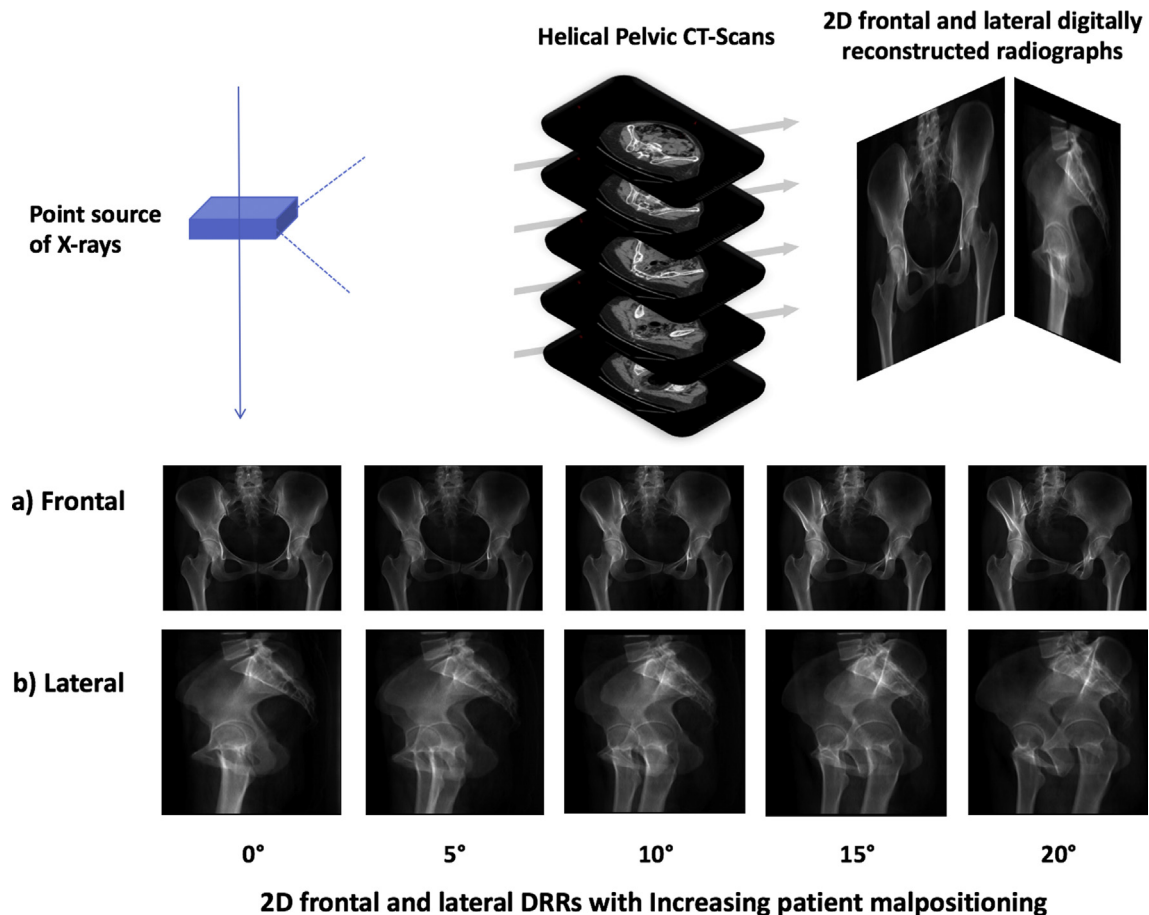 Helical Pelvic CT-Scans
2D frontal and lateral digitally
reconstructed radiographs
Point source
of X-rays
a) Frontal
b) Lateral
0°
5°
10°
15°
20°
2D frontal and lateral DRRs with Increasing patient malpositioning